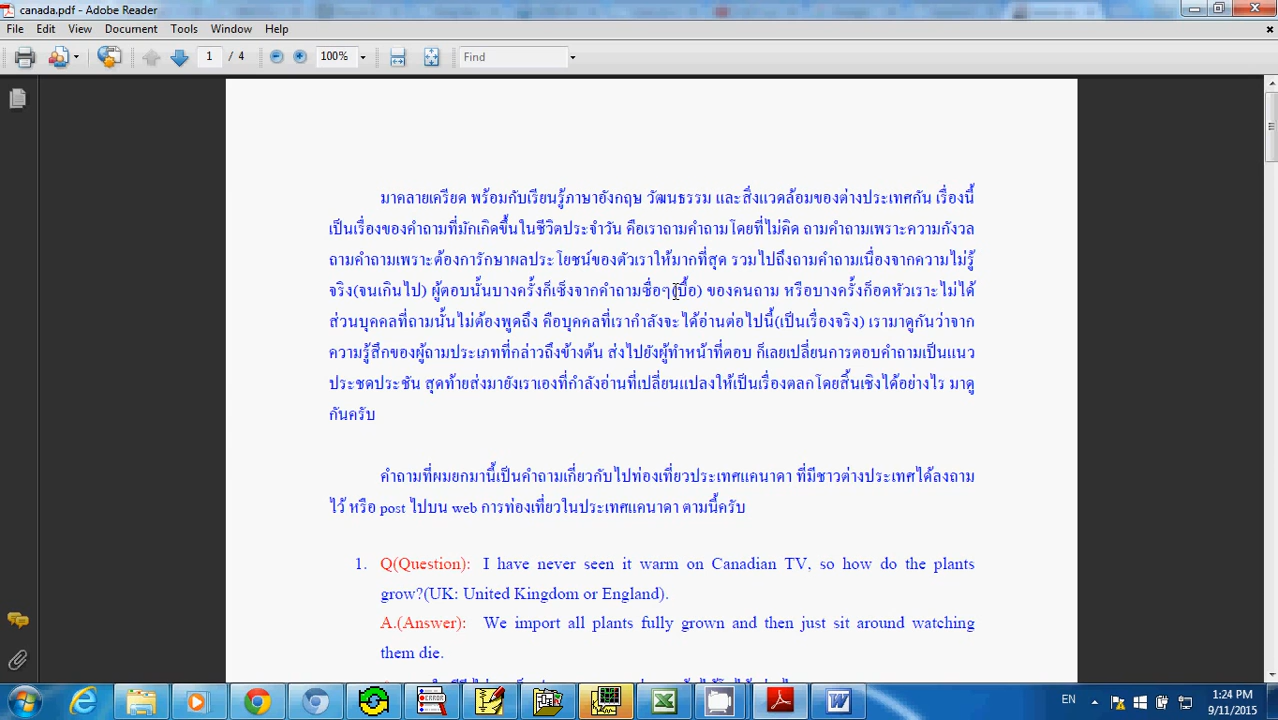 canada.pdf - Adobe Reader
File Edit View Document Tools Window Help
1 / 4 100% Find
มาคลายเครียด พร้อมกับเรียนรู้ภาษาอังกฤษ วัฒนธรรม และสิ่งแวดล้อมของต่างประเทศกัน เรื่องนี้
เป็นเรื่องของคำถามที่มักเกิดขึ้นในชีวิตประจำวัน คือเราถามคำถามโดยที่ไม่คิด ถามคำถามเพราะความกังวล
ถามคำถามเพราะต้องการักษาผลประโยชน์ของตัวเราให้มากที่สุด รวมไปถึงถามคำถามเนื่องจากความไม่รู้
จริง(จนเกินไป) ผู้ตอบนั้นบางครั้งก็เซ็งจากคำถามซื่อๆ(บื้อ) ของคนถาม หรือบางครั้งก็อดหัวเราะไม่ได้
ส่วนบุคคลที่ถามนั้นไม่ต้องพูดถึง คือบุคคลที่เรากำลังจะได้อ่านต่อไปนี้(เป็นเรื่องจริง) เรามาดูกันว่าจาก
ความรู้สึกของผู้ถามประเภทที่กล่าวถึงข้างต้น ส่งไปยังผู้ทำหน้าที่ตอบ ก็เลยเปลี่ยนการตอบคำถามเป็นแนว
ประชดประชัน สุดท้ายส่งมายังเราเองที่กำลังอ่านที่เปลี่ยนแปลงให้เป็นเรื่องตลกโดยสิ้นเชิงได้อย่างไร มาดู
กันครับ
คำถามที่ผมยกมานี้เป็นคำถามเกี่ยวกับไปท่องเที่ยวประเทศแคนาดา ที่มีชาวต่างประเทศได้ลงถาม
ไว้ หรือ post ไปบน web การท่องเที่ยวในประเทศแคนาดา ตามนี้ครับ
1. Q(Question): I have never seen it warm on Canadian TV, so how do the plants
grow?(UK: United Kingdom or England).
A.(Answer): We import all plants fully grown and then just sit around watching
them die.
EN 1:24 PM
9/11/2015